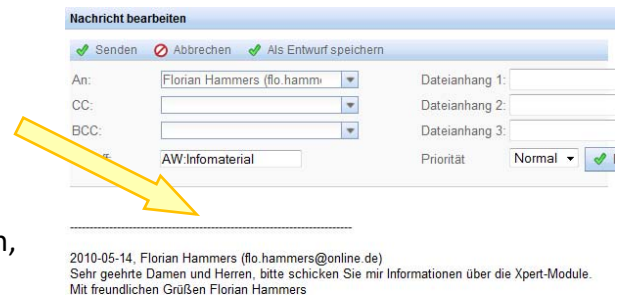 Nachricht bearbeiten
Senden Abbrechen Als Entwurf speichern
An: Florian Hammers (flo.hamm Dateianhang 1:
CC: Dateianhang 2:
BCC: Dateianhang 3:
AW:Infomaterial Priorität Normal
2010-05-14, Florian Hammers (flo.hammers@online.de)
Sehr geehrte Damen und Herren, bitte schicken Sie mir Informationen über die Xpert-Module.
Mit freundlichen Grüßen Florian Hammers